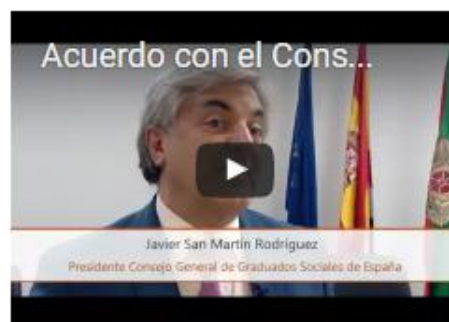 Acuerdo con el Cons...
Javier San Martín Rodríguez
Presidente Consejo General de Graduados Sociales de España